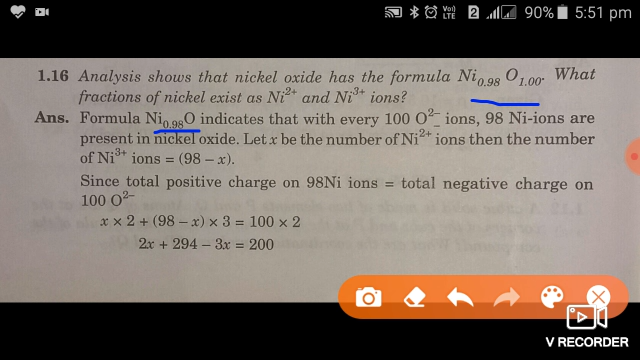 Vo))
LTE 2 90% 5:51 pm
1.16 Analysis shows that nickel oxide has the formula Ni0.98 O1.00. What
fractions of nickel exist as Ni2+ and Ni3+ ions?
Ans. Formula Ni0.98O indicates that with every 100 O2− ions, 98 Ni-ions are
present in nickel oxide. Let x be the number of Ni2+ ions then the number
of Ni3+ ions = (98 – x).
Since total positive charge on 98Ni ions = total negative charge on
100 O2−
x × 2 + (98 – x) × 3 = 100 × 2
2x + 294 – 3x = 200
V RECORDER